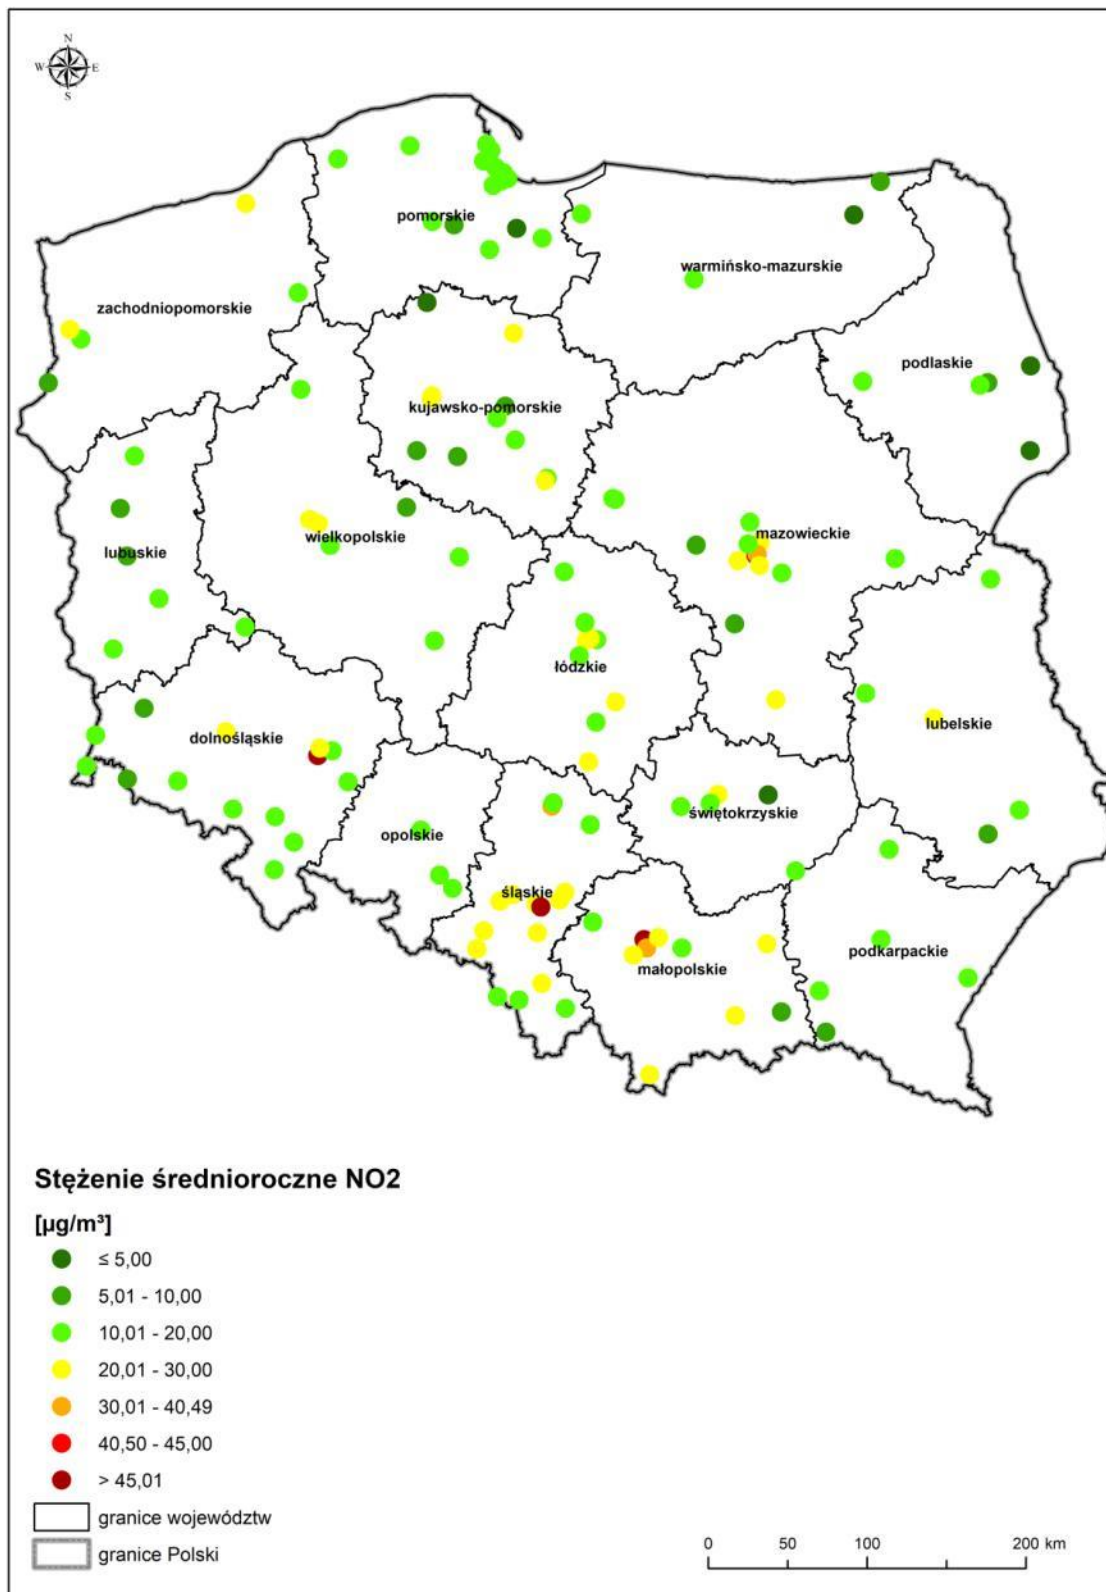 N
W E
S
pomorskie
warmińsko-mazurskie
zachodniopomorskie
podlaskie
kujawsko-pomorskie
mazowieckie
wielkopolskie
lubuskie
łódzkie
lubelskie
dolnośląskie
świętokrzyskie
opolskie
śląskie
podkarpackie
małopolskie
Stężenie średnioroczne NO2
[µg/m³]
≤ 5,00
5,01 - 10,00
10,01 - 20,00
20,01 - 30,00
30,01 - 40,49
40,50 - 45,00
> 45,01
granice województw
granice Polski
0 50 100 200 km